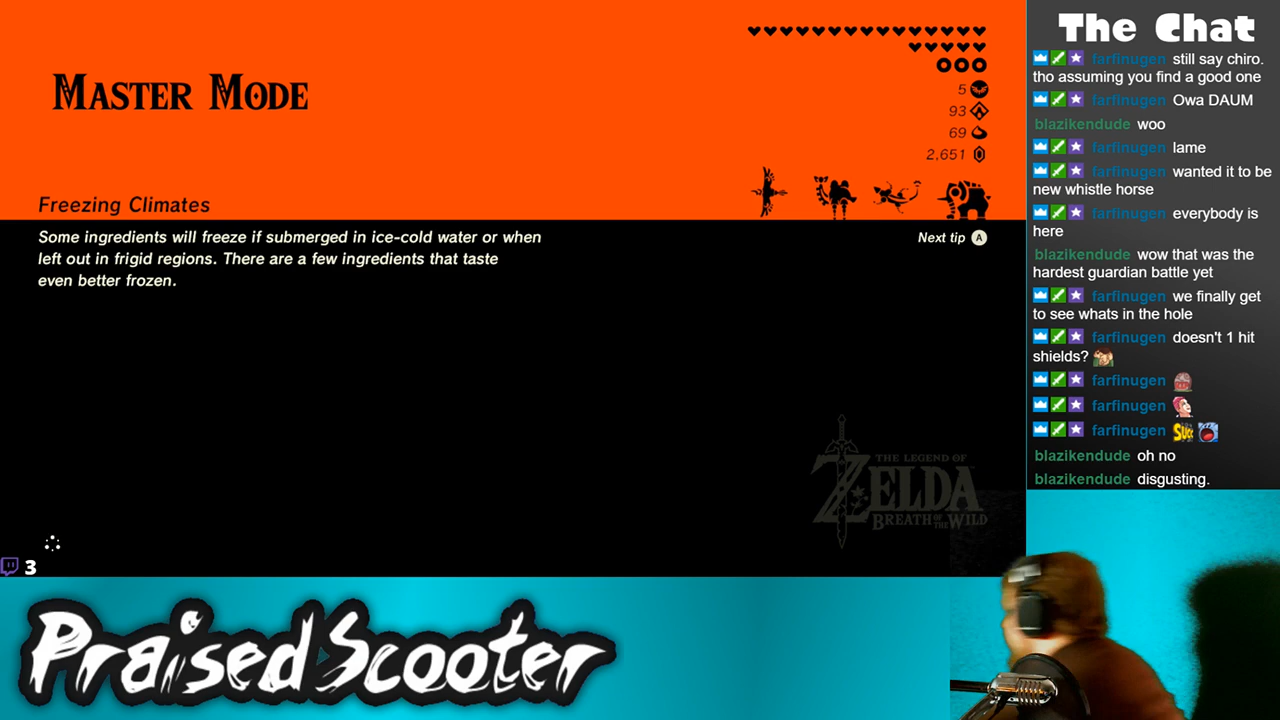 MASTER MODE
5
93
69
2,651
Freezing Climates
Some ingredients will freeze if submerged in ice-cold water or when
left out in frigid regions. There are a few ingredients that taste
even better frozen.
Next tip A
THE LEGEND OF
ZELDA
BREATH OF THE WILD
3
PraisedScooter
The Chat
farfinugen still say chiro.
tho assuming you find a good one
farfinugen Owa DAUM
blazikendude woo
farfinugen lame
farfinugen wanted it to be
new whistle horse
farfinugen everybody is
here
blazikendude wow that was the
hardest guardian battle yet
farfinugen we finally get
to see whats in the hole
farfinugen doesn't 1 hit
shields?
farfinugen
farfinugen
farfinugen
blazikendude oh no
blazikendude disgusting.